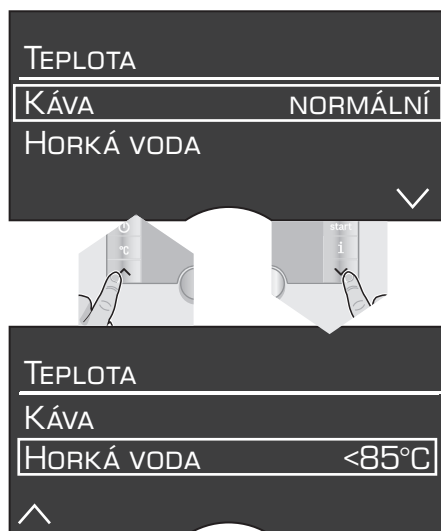 TEPLOTA
KÁVA NORMÁLNÍ
HORKÁ VODA
°C
start
i
TEPLOTA
KÁVA
HORKÁ VODA <85°C